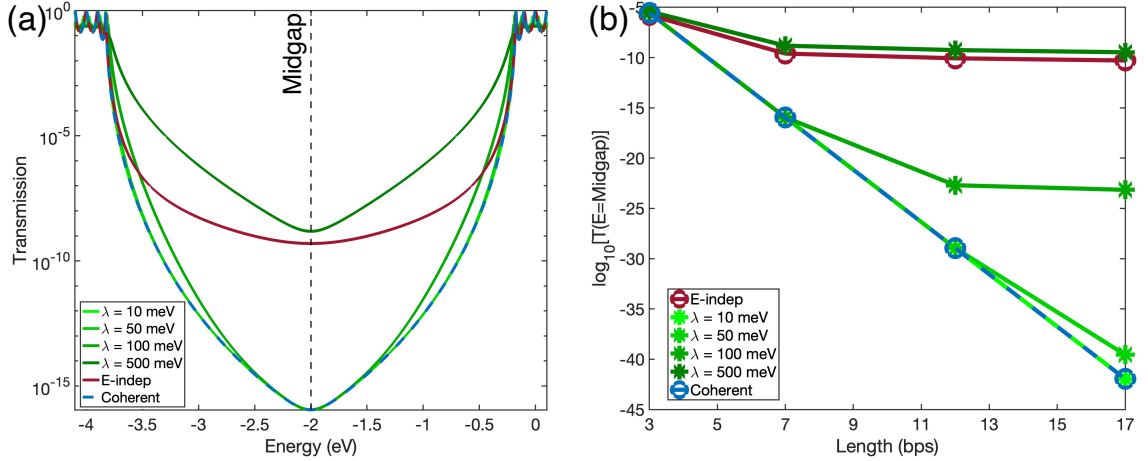 (a)
10^0
10^-5
10^-10
10^-15
Transmission
Midgap
λ = 10 meV
λ = 50 meV
λ = 100 meV
λ = 500 meV
E-indep
Coherent
-4 -3.5 -3 -2.5 -2 -1.5 -1 -0.5 0
Energy (eV)
(b)
-5
-10
-15
-20
-25
-30
-35
-40
-45
log10[T(E=Midgap)]
E-indep
λ = 10 meV
λ = 50 meV
λ = 100 meV
λ = 500 meV
Coherent
3 5 7 9 11 13 15 17
Length (bps)